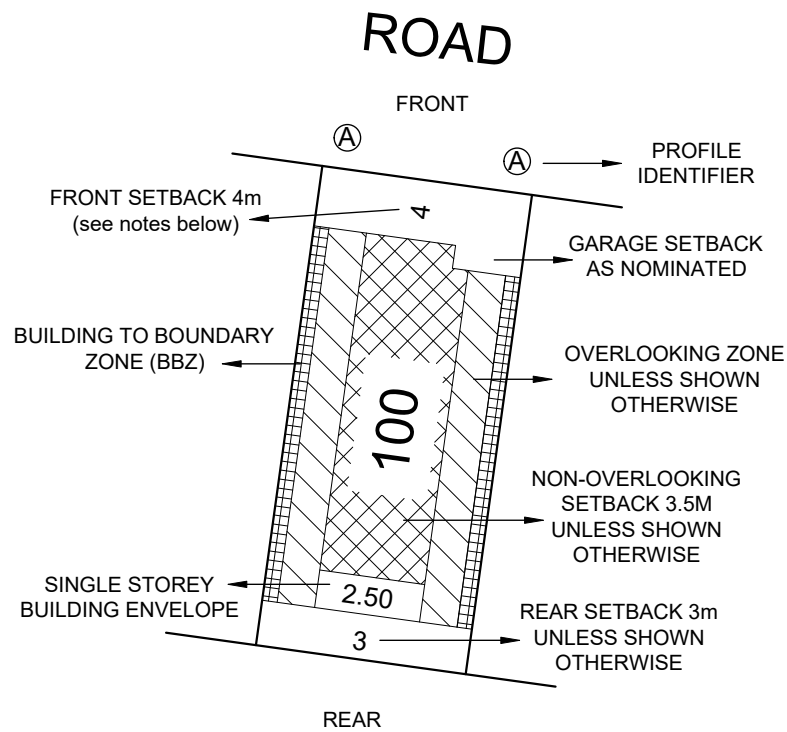 ROAD
FRONT
A
A
PROFILE
IDENTIFIER
FRONT SETBACK 4m
(see notes below)
4
GARAGE SETBACK
AS NOMINATED
BUILDING TO BOUNDARY
ZONE (BBZ)
OVERLOOKING ZONE
UNLESS SHOWN
OTHERWISE
100
NON-OVERLOOKING
SETBACK 3.5M
UNLESS SHOWN
OTHERWISE
SINGLE STOREY
BUILDING ENVELOPE
2.50
REAR SETBACK 3m
UNLESS SHOWN
OTHERWISE
3
REAR